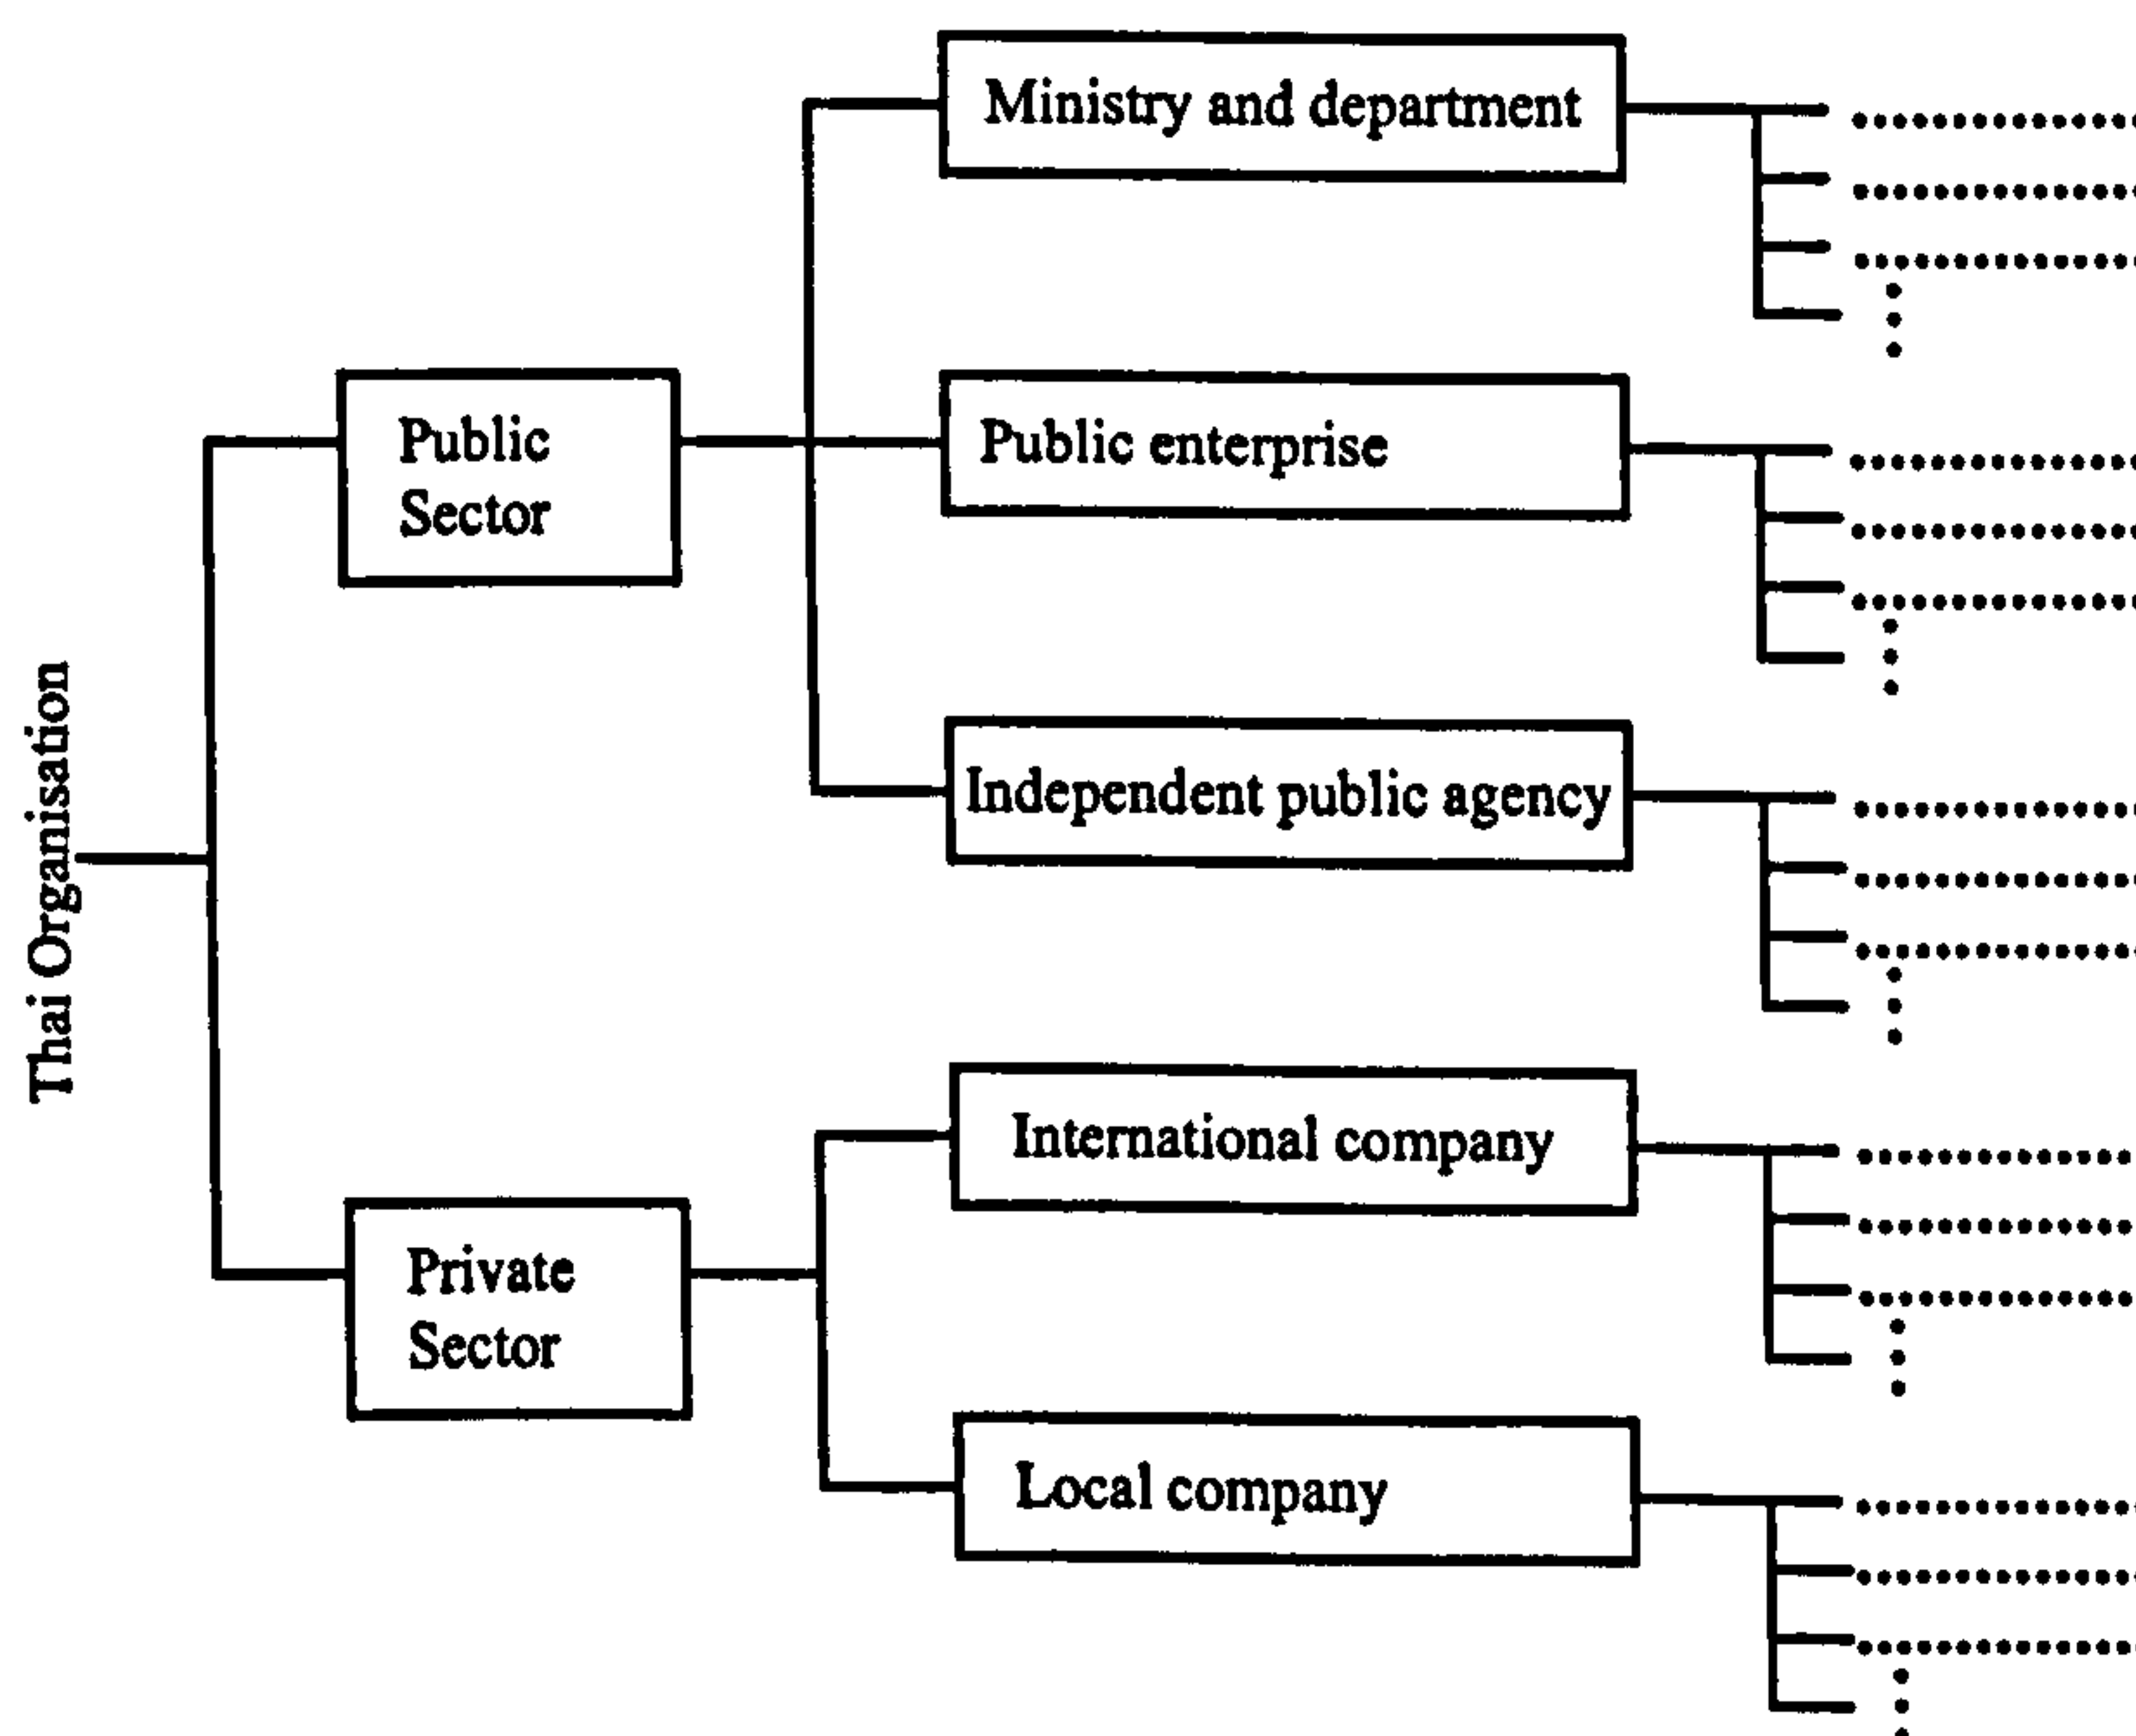 Thai Organisation
Public
Sector
Ministry and department
Public enterprise
Independent public agency
Private
Sector
International company
Local company